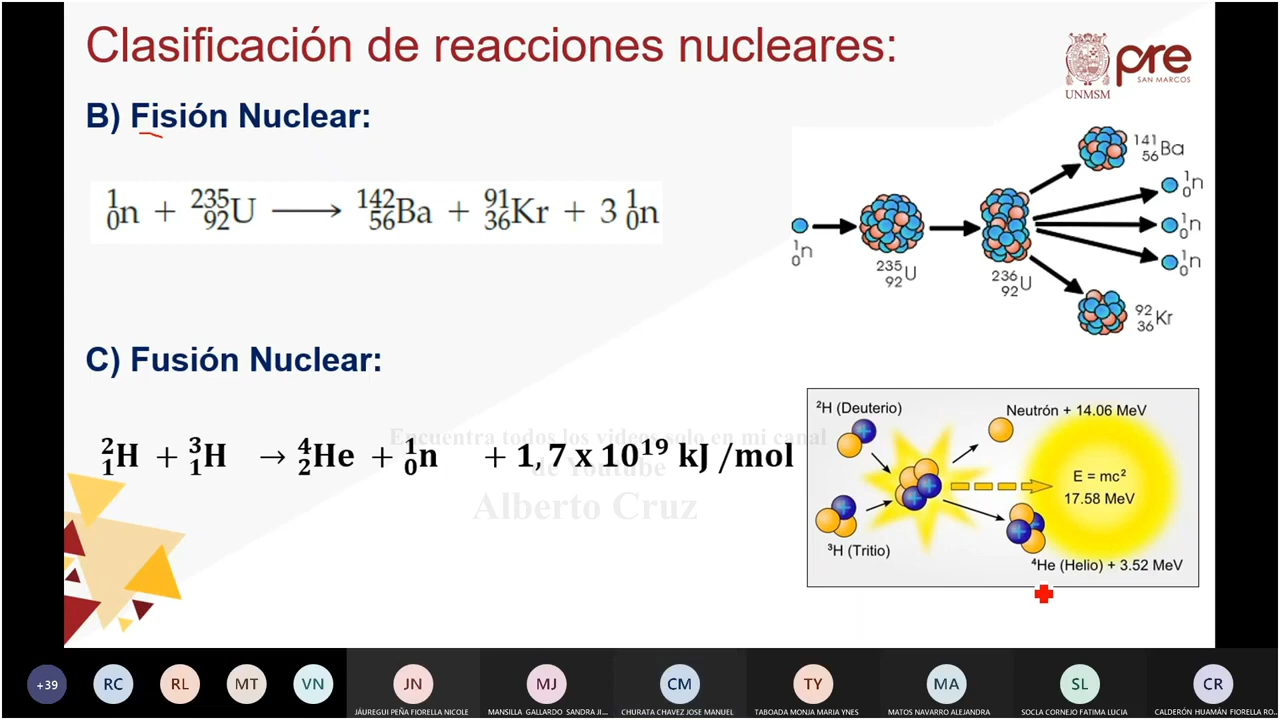 Clasificación de reacciones nucleares:
UNMSM
pre
SAN MARCOS
B) Fisión Nuclear:
¹₀n + ²³⁵₉₂U ⟶ ¹⁴²₅₆Ba + ⁹¹₃₆Kr + 3 ¹₀n
¹₀n
²³⁵₉₂U
²³⁶₉₂U
¹⁴¹₅₆Ba
¹₀n
¹₀n
¹₀n
⁹²₃₆Kr
C) Fusión Nuclear:
²₁H + ³₁H → ⁴₂He + ¹₀n + 1,7 x 10¹⁹ kJ /mol
Encuentra todos los videos solo en mi canal
de Youtube
Alberto Cruz
²H (Deuterio)
Neutrón + 14.06 MeV
E = mc²
17.58 MeV
³H (Tritio)
⁴He (Helio) + 3.52 MeV
+39
RC
RL
MT
VN
JN
JÁUREGUI PEÑA FIORELLA NICOLE
MJ
MANSILLA GALLARDO SANDRA JI...
CM
CHURATA CHAVEZ JOSE MANUEL
TY
TABOADA MONJA MARIA YNES
MA
MATOS NAVARRO ALEJANDRA
SL
SOCLA CORNEJO FATIMA LUCIA
CR
CALDERÓN HUAMÁN FIORELLA RO...